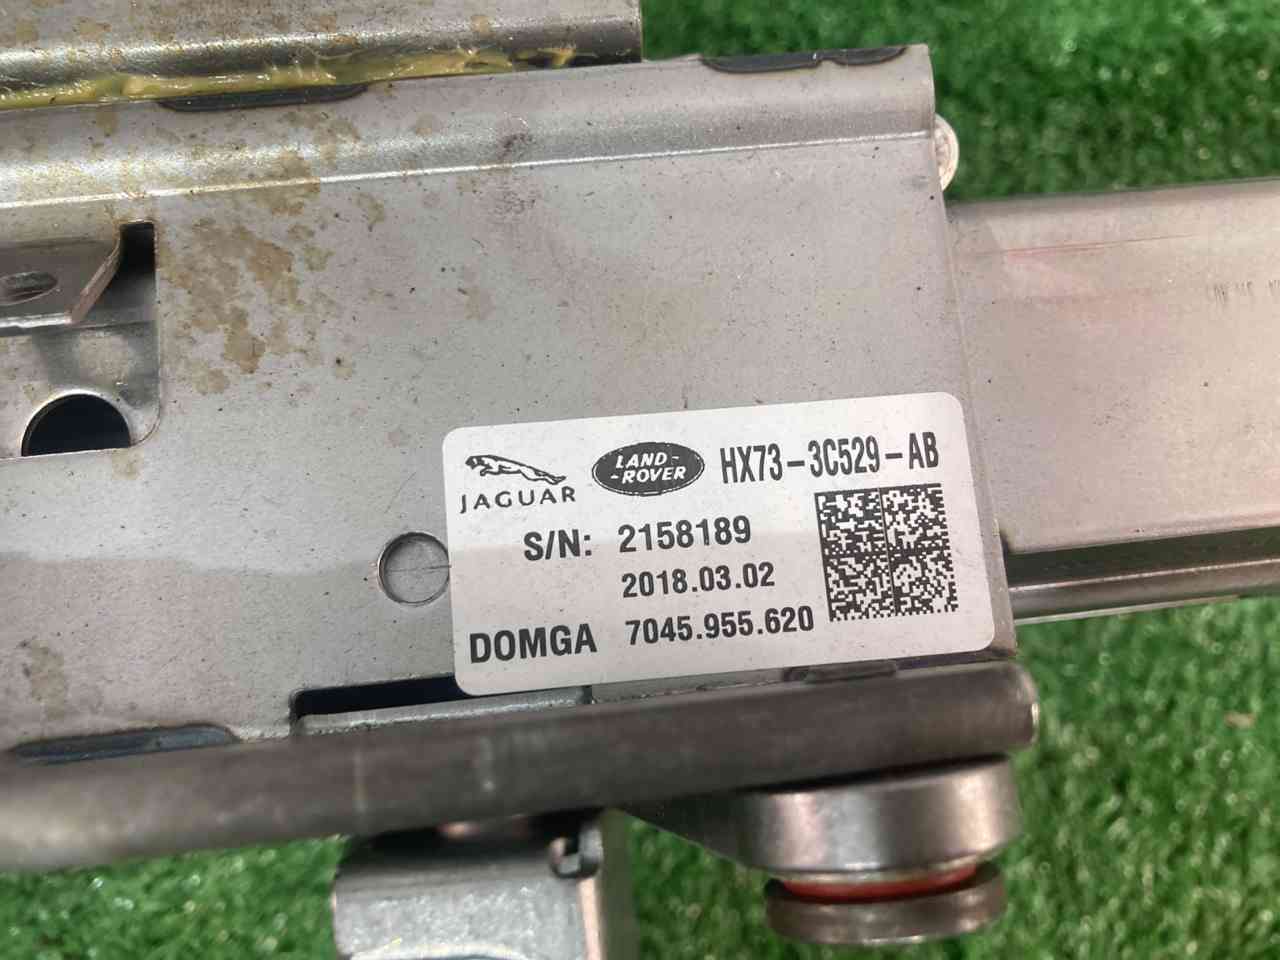 JAGUAR
LAND-
-ROVER
HX73-3C529-AB
S/N: 2158189
2018.03.02
DOMGA 7045.955.620